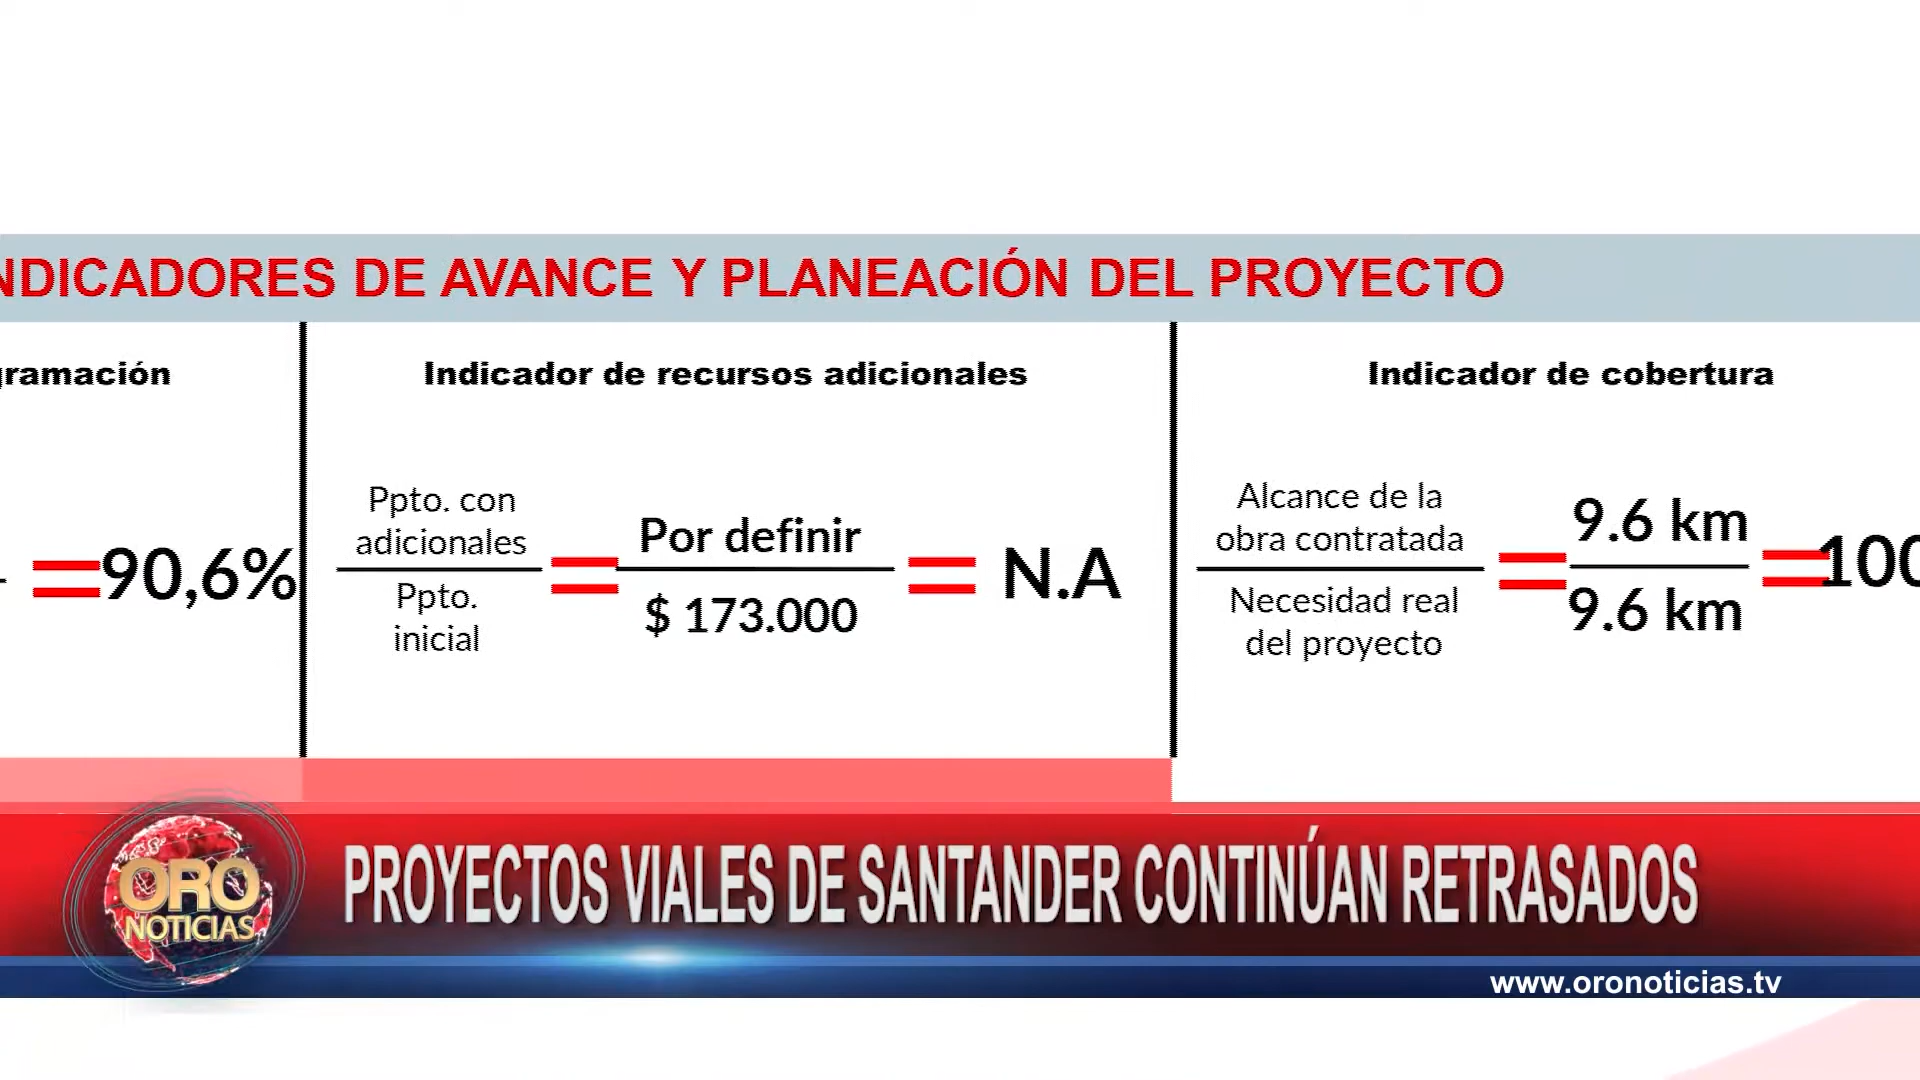 NDICADORES DE AVANCE Y PLANEACIÓN DEL PROYECTO
gramación
=90,6%
Indicador de recursos adicionales
Ppto. con
adicionales
Ppto.
inicial
=
Por definir
$ 173.000
= N.A
Indicador de cobertura
Alcance de la
obra contratada
Necesidad real
del proyecto
=
9.6 km
9.6 km
=100
ORO
NOTICIAS
PROYECTOS VIALES DE SANTANDER CONTINÚAN RETRASADOS
www.oronoticias.tv